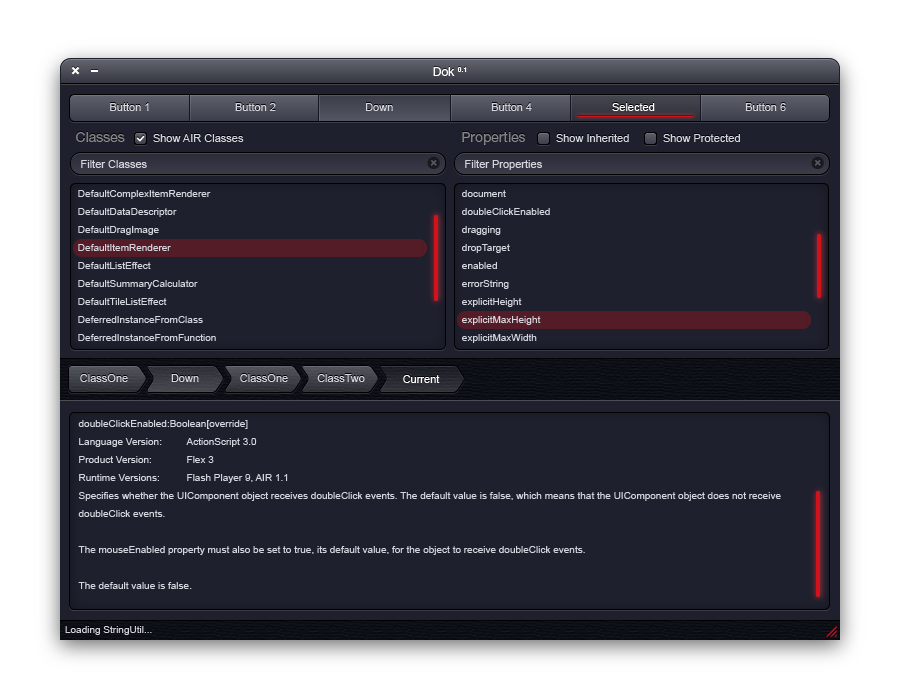 Dok 0.1
Button 1 Button 2 Down Button 4 Selected Button 6
Classes Show AIR Classes
Properties Show Inherited Show Protected
Filter Classes
Filter Properties
DefaultComplexItemRenderer
DefaultDataDescriptor
DefaultDragImage
DefaultItemRenderer
DefaultListEffect
DefaultSummaryCalculator
DefaultTileListEffect
DeferredInstanceFromClass
DeferredInstanceFromFunction
document
doubleClickEnabled
dragging
dropTarget
enabled
errorString
explicitHeight
explicitMaxHeight
explicitMaxWidth
ClassOne Down ClassOne ClassTwo Current
doubleClickEnabled:Boolean[override]
Language Version: ActionScript 3.0
Product Version: Flex 3
Runtime Versions: Flash Player 9, AIR 1.1
Specifies whether the UIComponent object receives doubleClick events. The default value is false, which means that the UIComponent object does not receive
doubleClick events.
The mouseEnabled property must also be set to true, its default value, for the object to receive doubleClick events.
The default value is false.
Loading StringUtil...